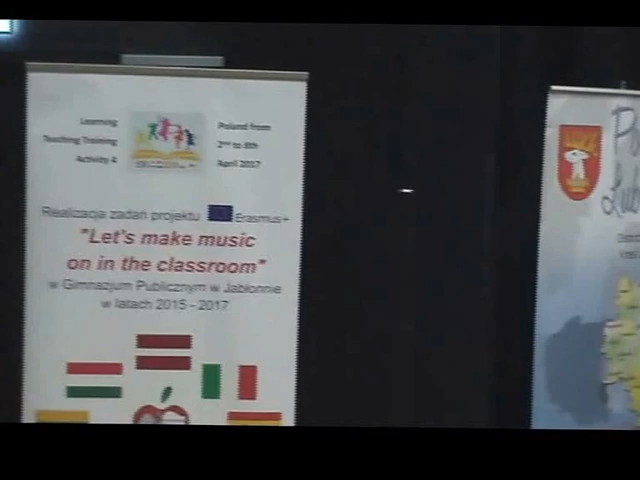 Learning
Teaching Training
Activity 4
Poland from
2nd to 8th
April 2017
Realizacja zadań projektu Erasmus+
"Let's make music
on in the classroom"
w Gimnazjum Publicznym w Jabłonnie
w latach 2015 - 2017